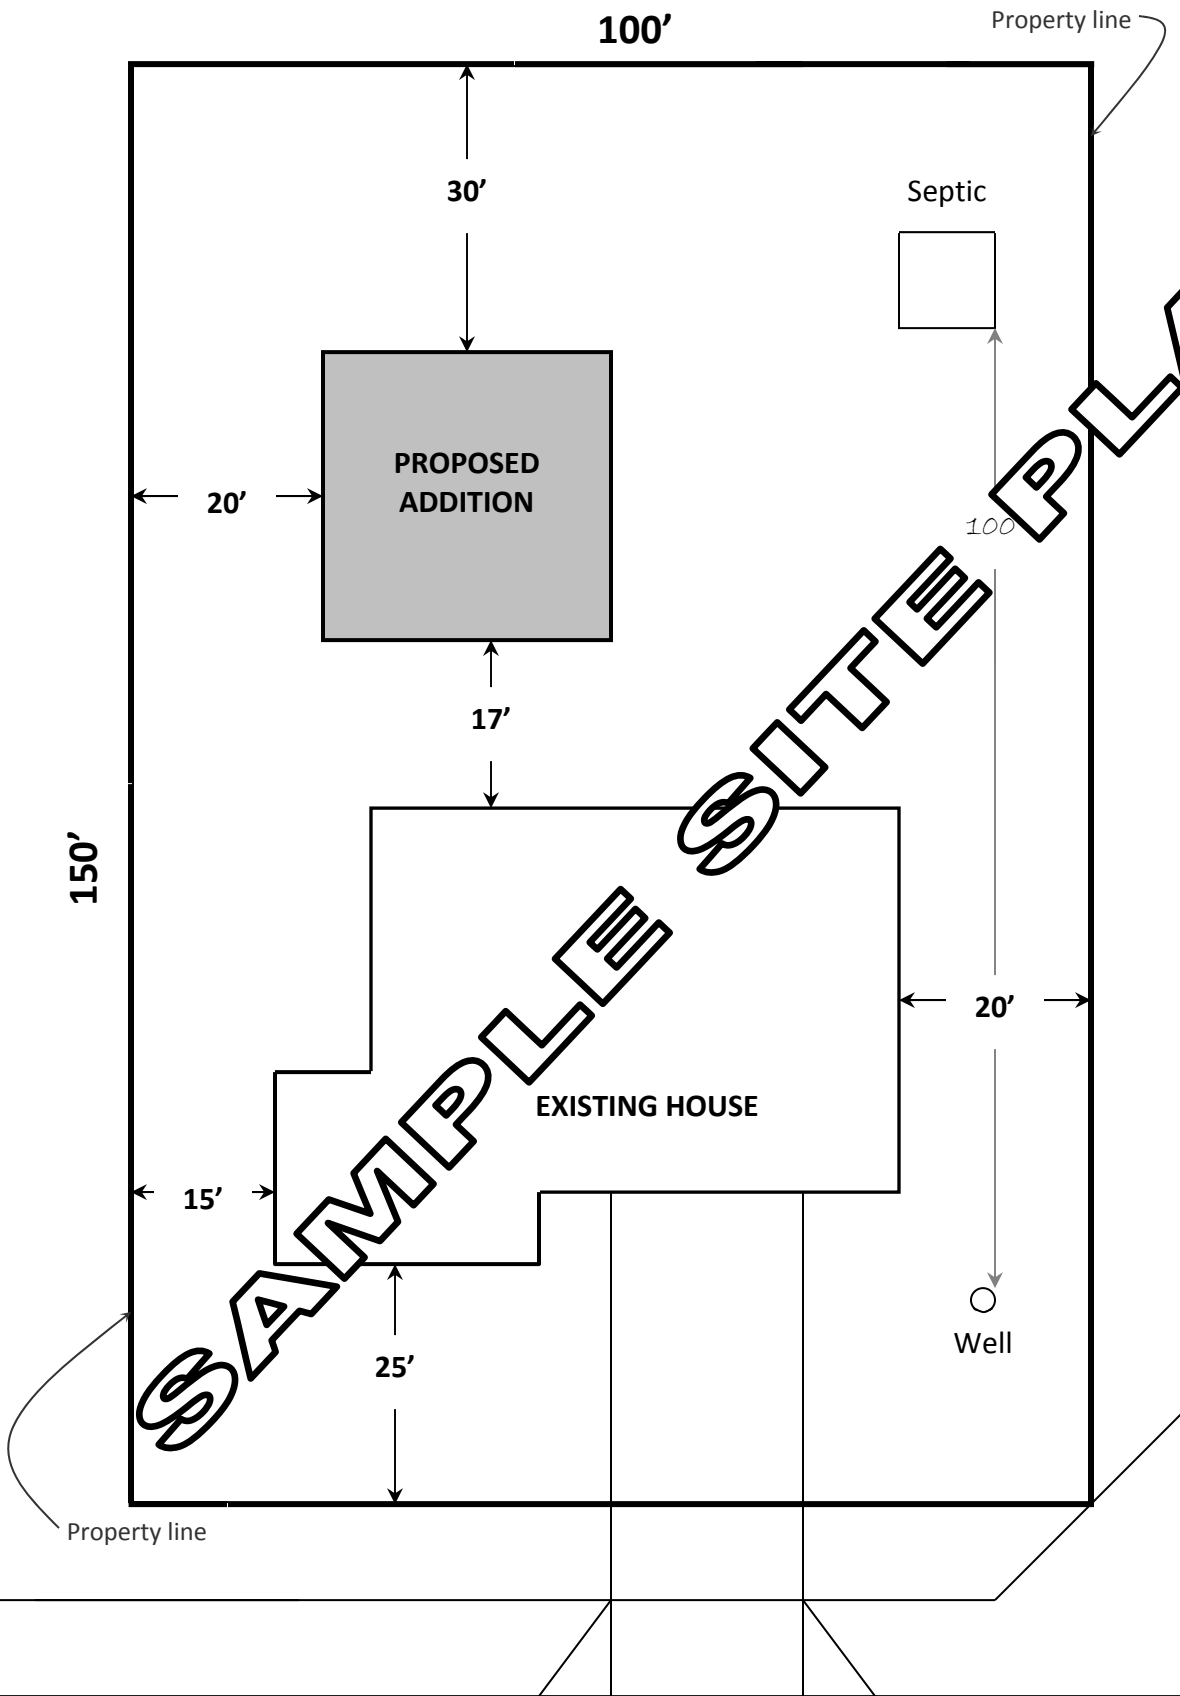 100’
Property line
30’
Septic
PROPOSED
ADDITION
20’
100
17’
150’
20’
EXISTING HOUSE
15’
Well
25’
Property line
SAMPLE SITE PLA